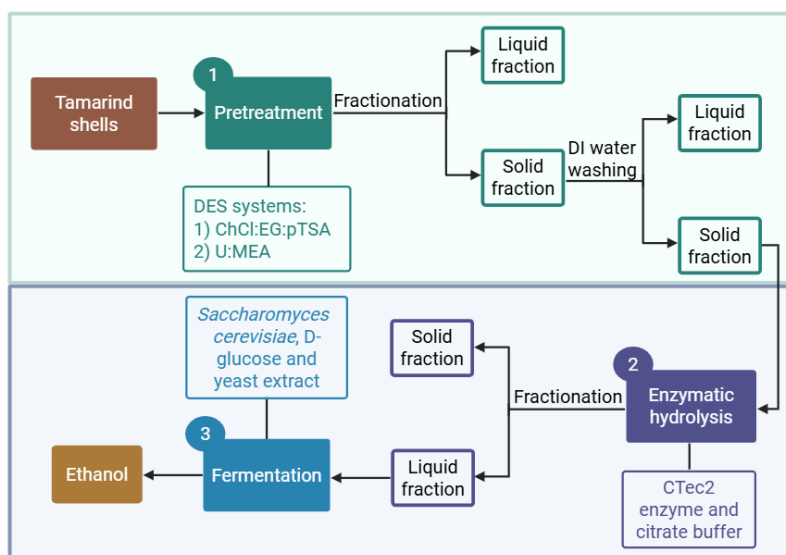 1
Tamarind
shells
Pretreatment
Fractionation
Liquid
fraction
Solid
fraction
DI water
washing
Liquid
fraction
Solid
fraction
DES systems:
1) ChCl:EG:pTSA
2) U:MEA
2
Enzymatic
hydrolysis
CTec2
enzyme and
citrate buffer
Fractionation
Solid
fraction
Liquid
fraction
Saccharomyces
cerevisiae, D-
glucose and
yeast extract
3
Fermentation
Ethanol